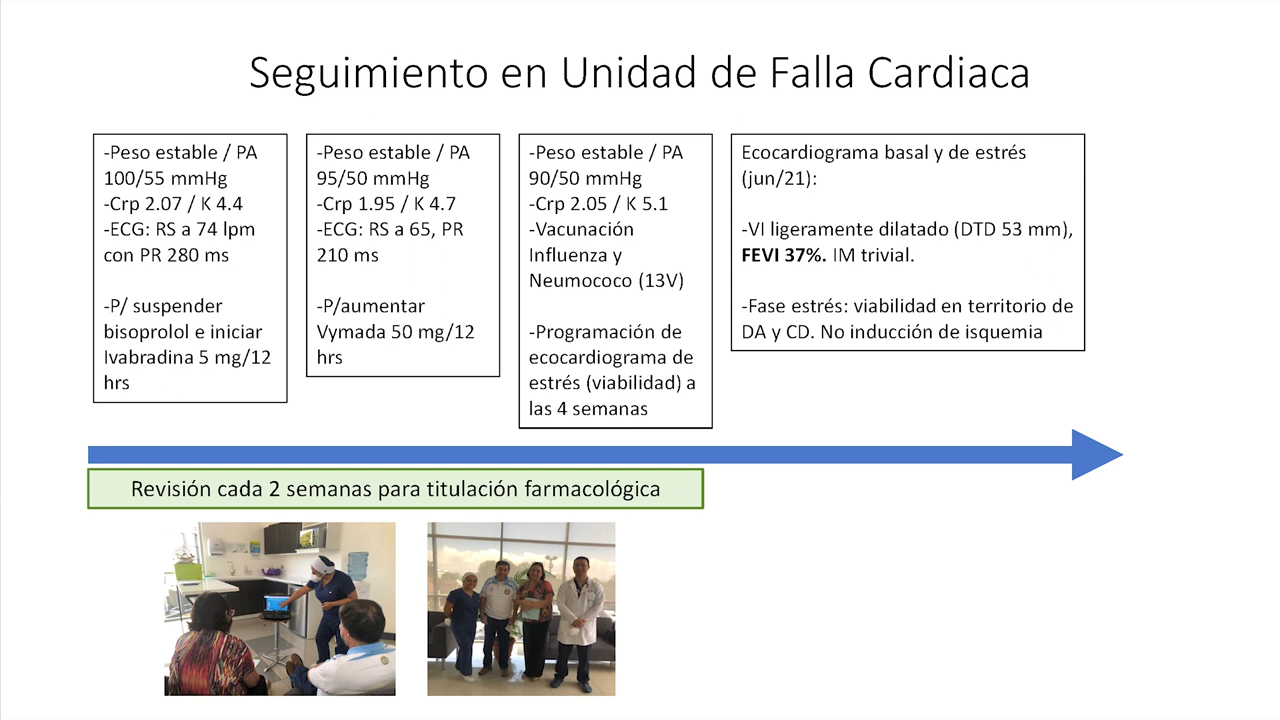 Seguimiento en Unidad de Falla Cardiaca
-Peso estable / PA
100/55 mmHg
-Crp 2.07 / K 4.4
-ECG: RS a 74 lpm
con PR 280 ms
-P/ suspender
bisoprolol e iniciar
Ivabradina 5 mg/12
hrs
-Peso estable / PA
95/50 mmHg
-Crp 1.95 / K 4.7
-ECG: RS a 65, PR
210 ms
-P/aumentar
Vymada 50 mg/12
hrs
-Peso estable / PA
90/50 mmHg
-Crp 2.05 / K 5.1
-Vacunación
Influenza y
Neumococo (13V)
-Programación de
ecocardiograma de
estrés (viabilidad) a
las 4 semanas
Ecocardiograma basal y de estrés
(jun/21):
-VI ligeramente dilatado (DTD 53 mm),
FEVI 37%. IM trivial.
-Fase estrés: viabilidad en territorio de
DA y CD. No inducción de isquemia
Revisión cada 2 semanas para titulación farmacológica